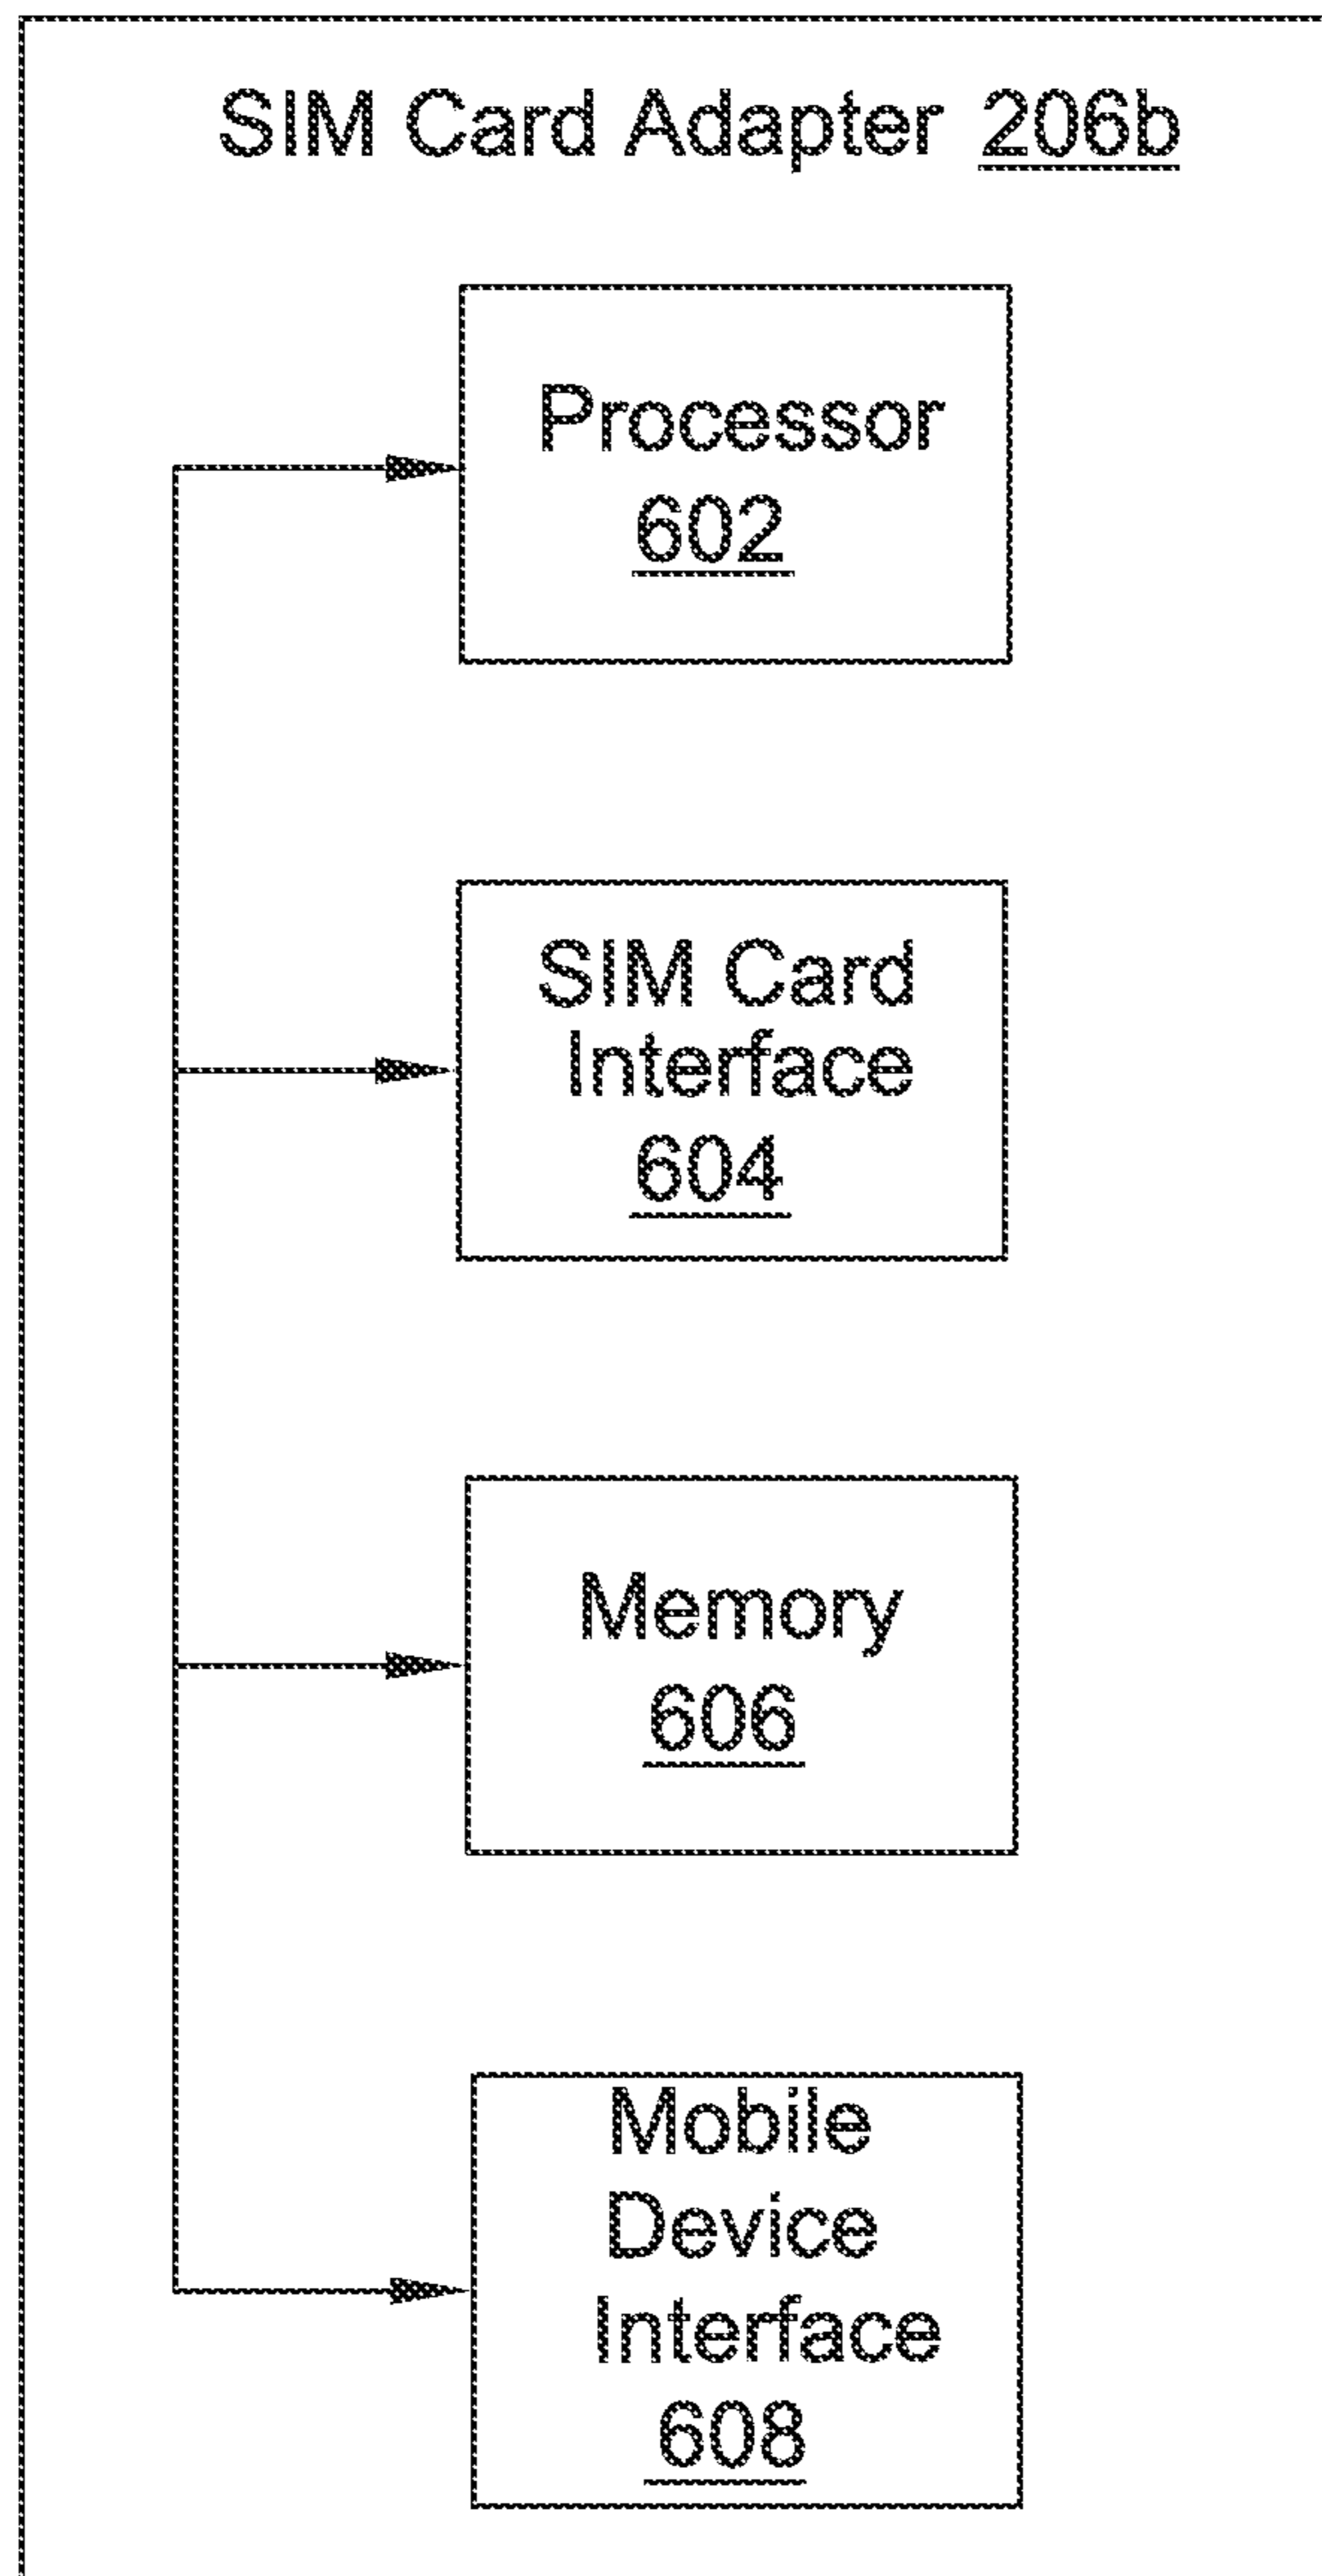 SIM Card Adapter 206b
Processor
602
SIM Card
Interface
604
Memory
606
Mobile
Device
Interface
608